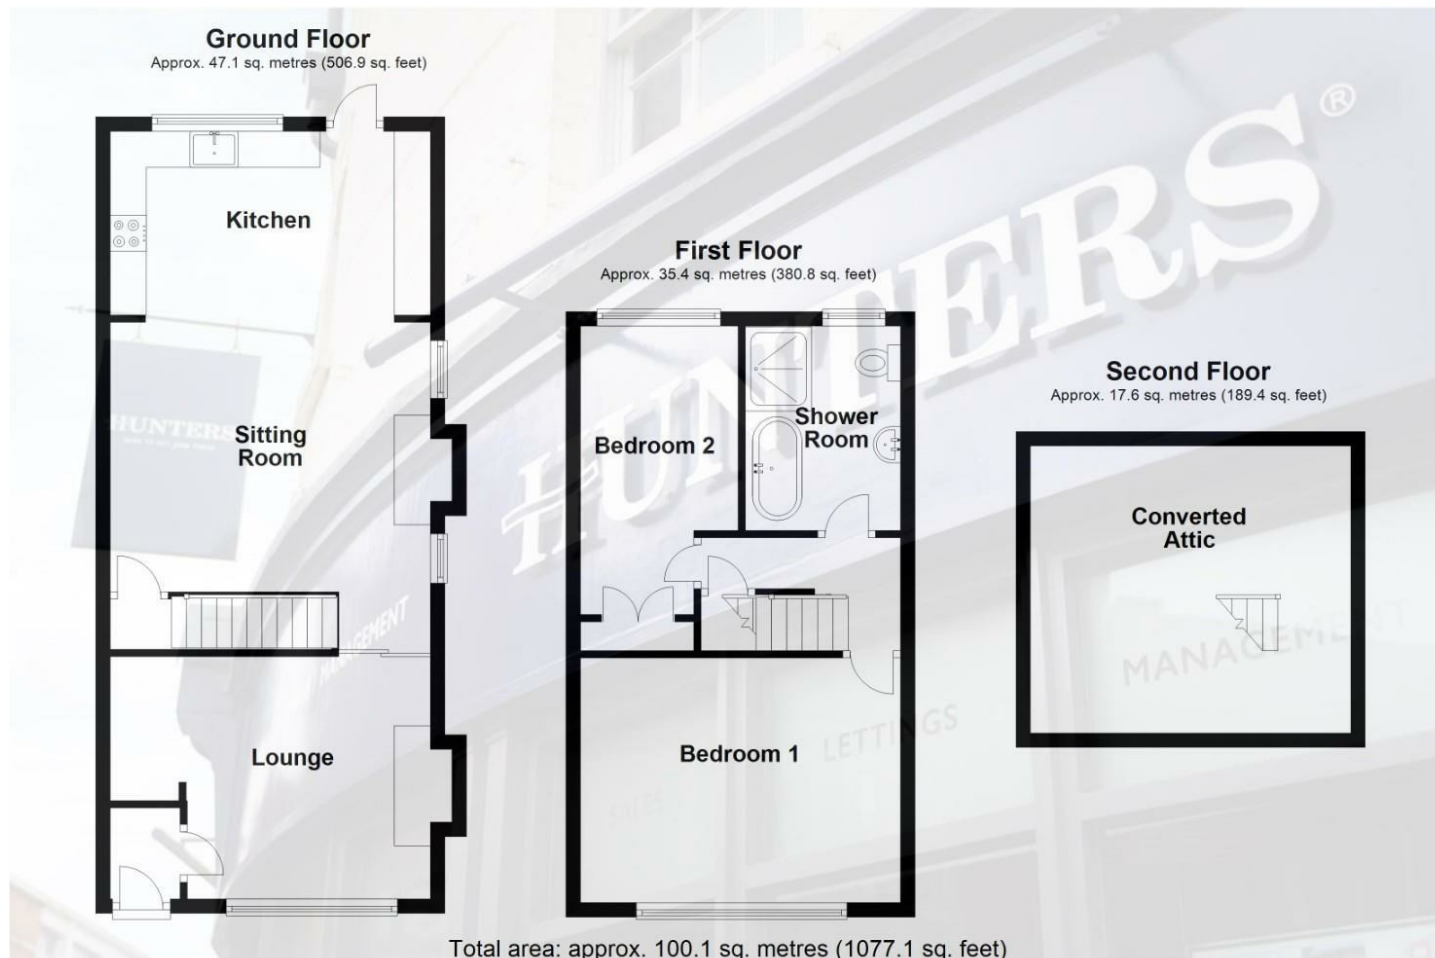 Ground Floor
Approx. 47.1 sq. metres (506.9 sq. feet)
Kitchen
Sitting
Room
Lounge
First Floor
Approx. 35.4 sq. metres (380.8 sq. feet)
Bedroom 2
Shower
Room
Bedroom 1
Second Floor
Approx. 17.6 sq. metres (189.4 sq. feet)
Converted
Attic
Total area: approx. 100.1 sq. metres (1077.1 sq. feet)
HUNTERS®
HUNTERS
MANAGEMENT
SALES
LETTINGS
MANAGEMENT